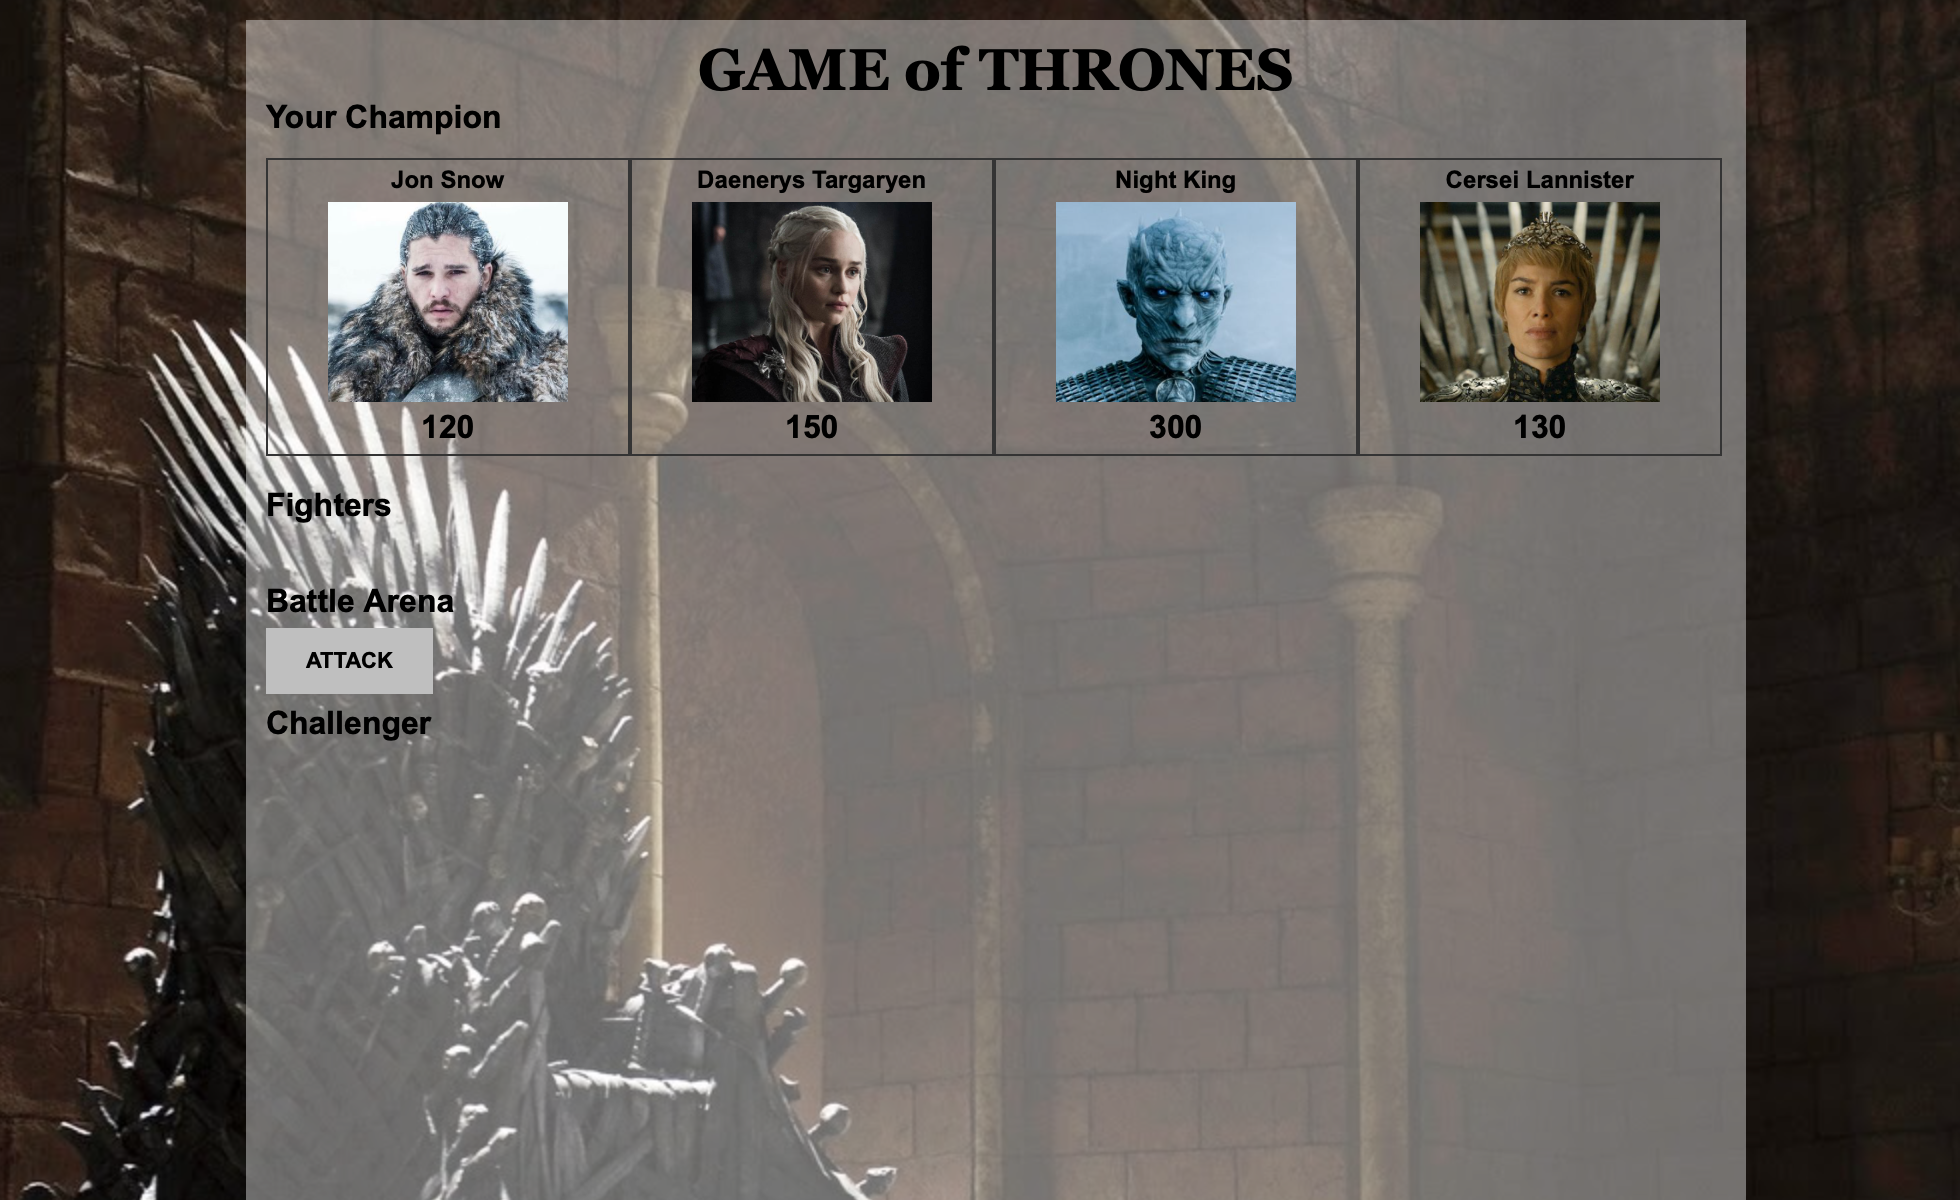 GAME of THRONES
Your Champion
Jon Snow
Daenerys Targaryen
Night King
Cersei Lannister
120
150
300
130
Fighters
Battle Arena
ATTACK
Challenger